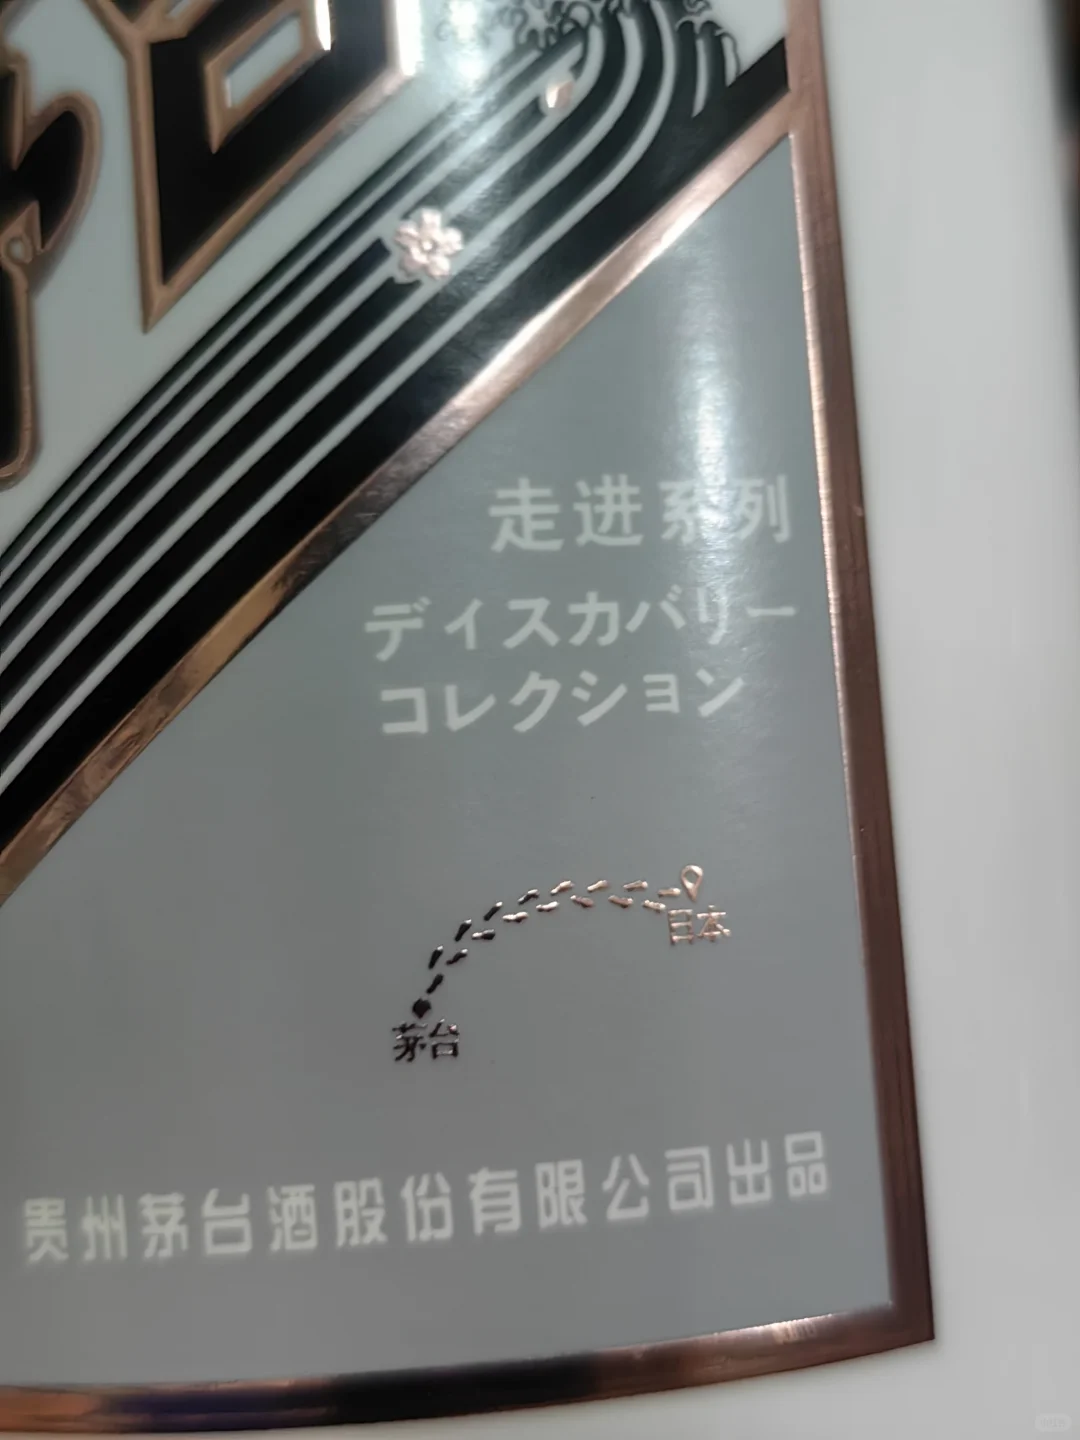 走进系列
ディスカバリー
コレクション
日本
茅台
贵州茅台酒股份有限公司出品